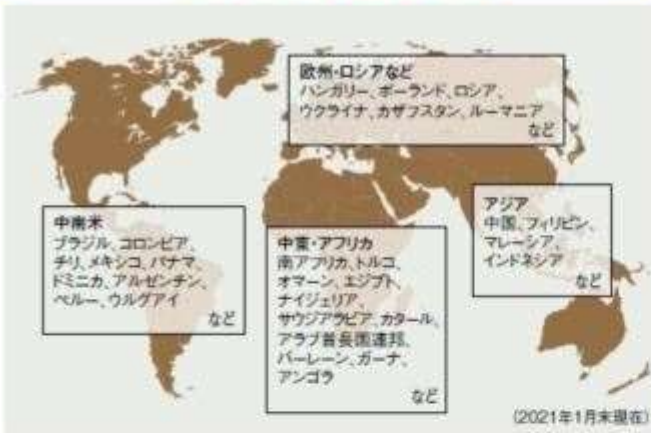 欧州・ロシアなど
ハンガリー、ポーランド、ロシア、
ウクライナ、カザフスタン、ルーマニア
など
中南米
ブラジル、コロンビア、
チリ、メキシコ、パナマ、
ドミニカ、アルゼンチン、
ペルー、ウルグアイ
など
中東・アフリカ
南アフリカ、トルコ、
オマーン、エジプト、
ナイジェリア、
サウジアラビア、カタール、
アラブ首長国連邦、
バーレーン、ガーナ、
アンゴラ
など
アジア
中国、フィリピン、
マレーシア、
インドネシア
など
(2021年1月末現在)